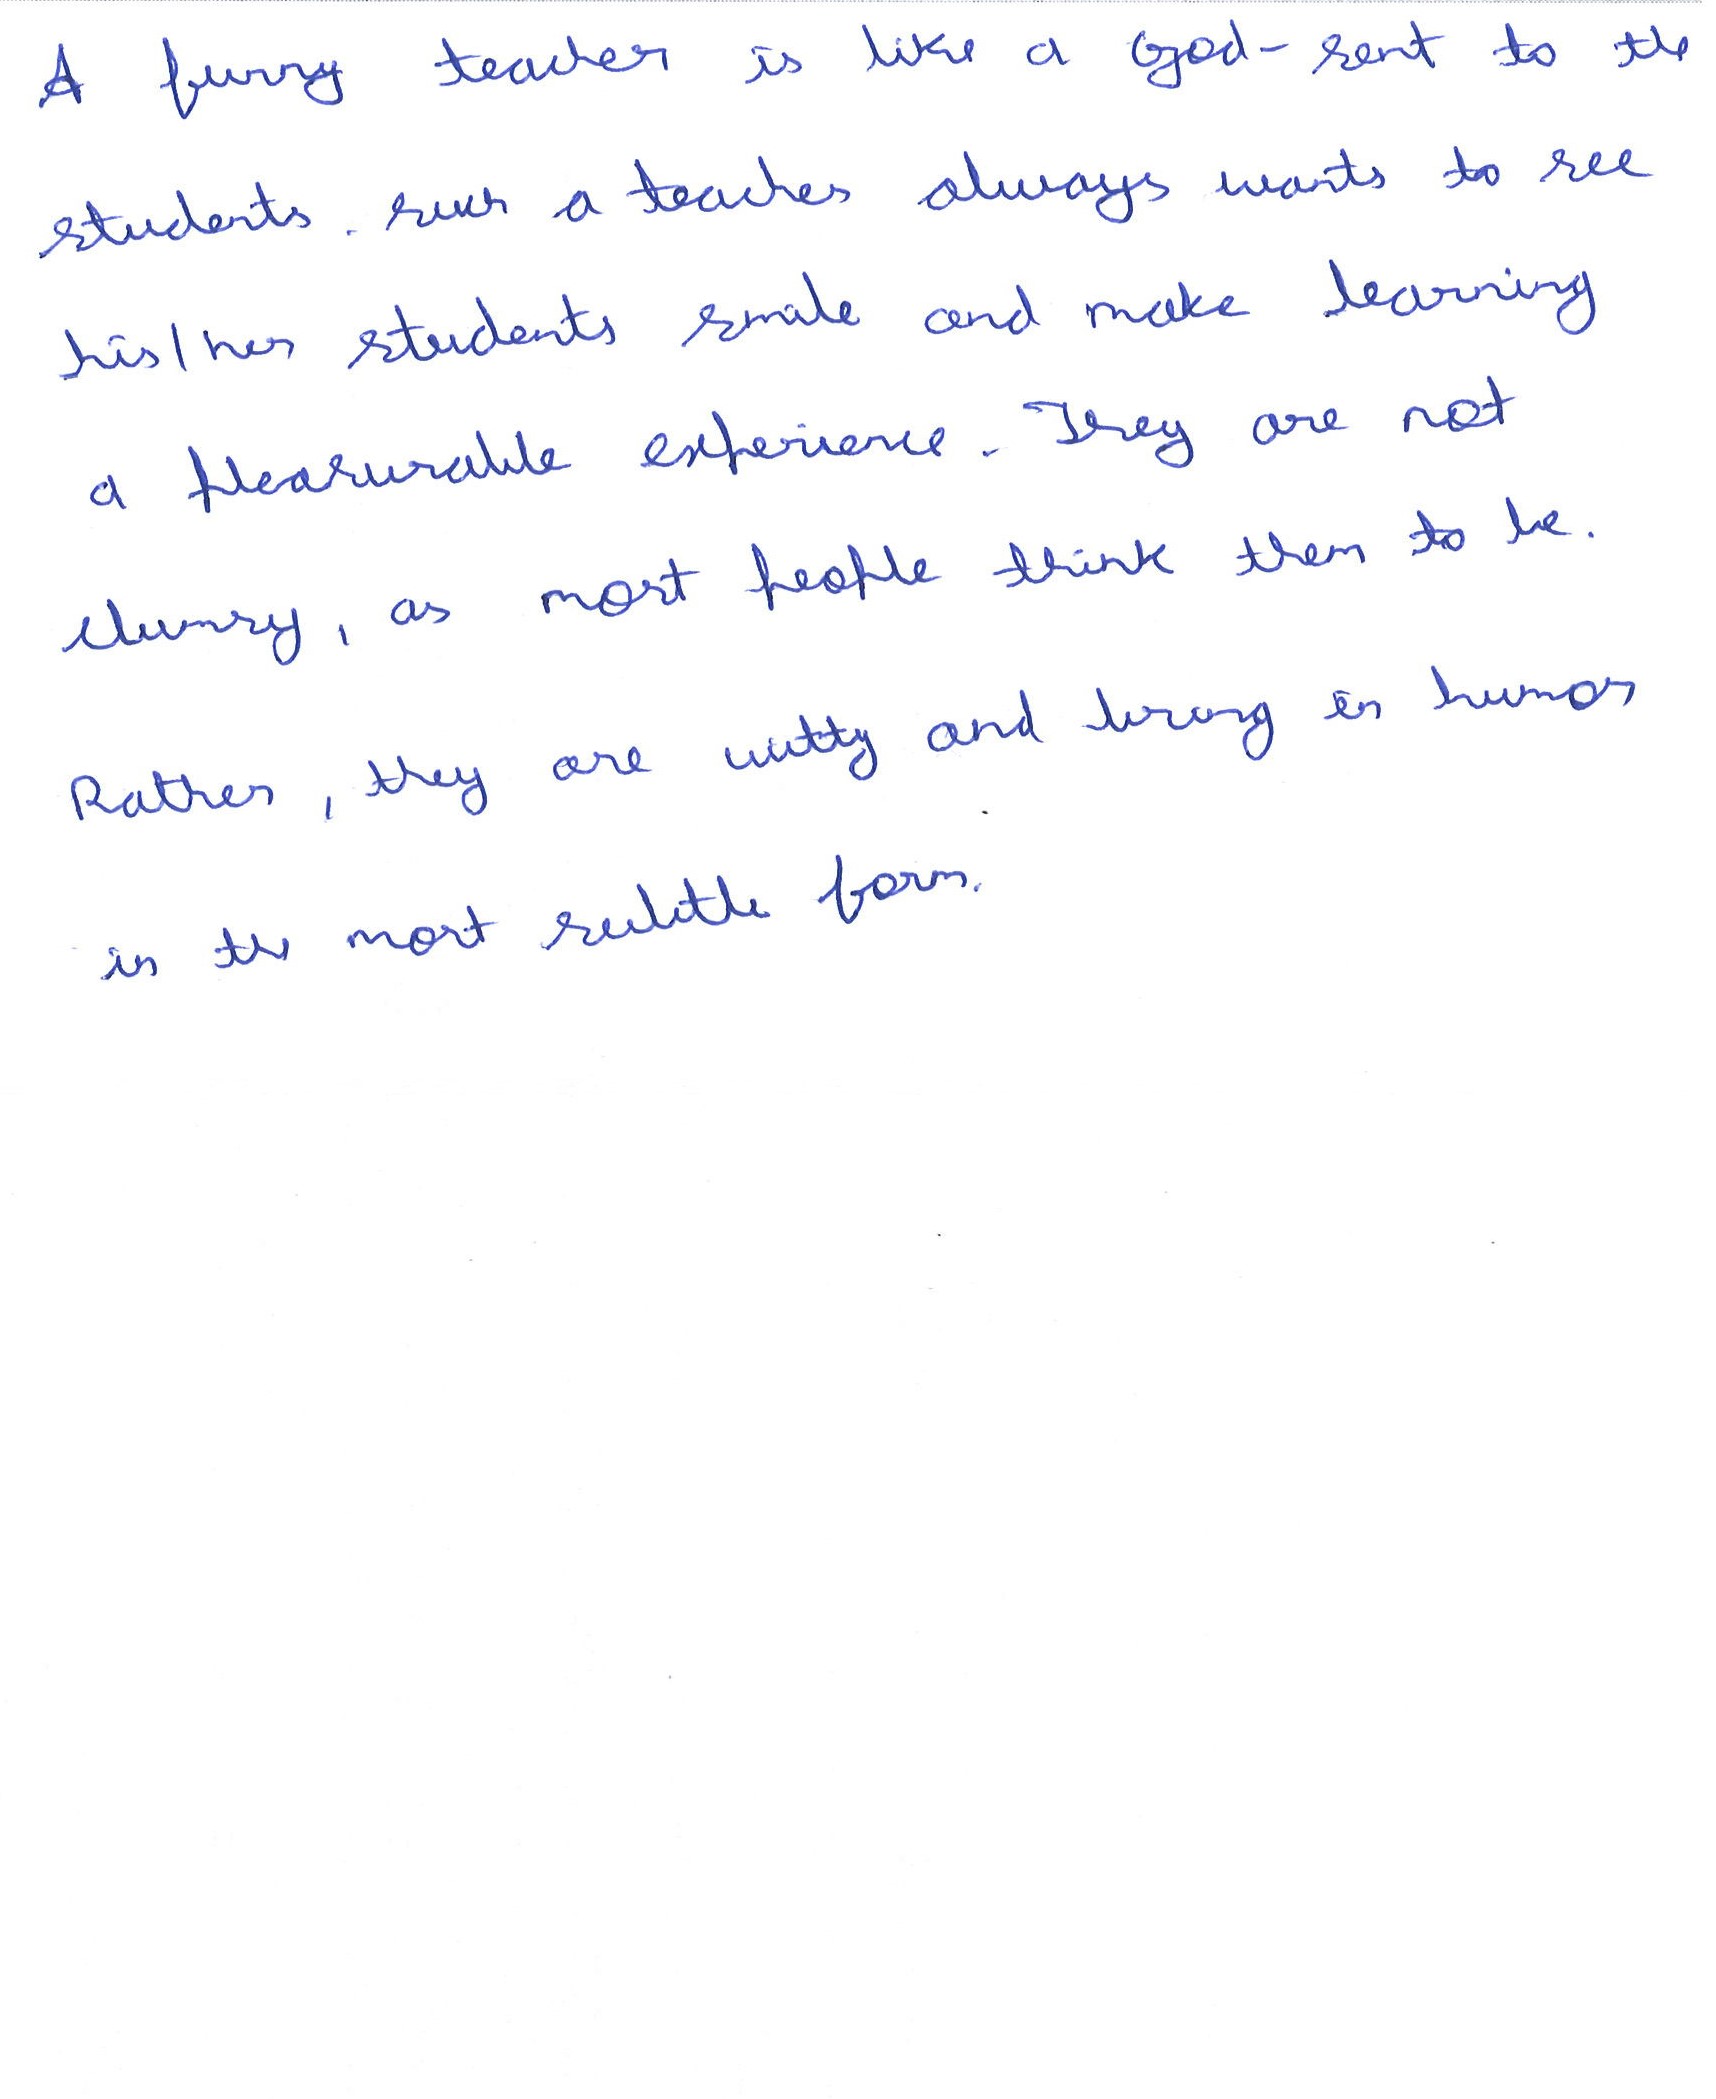 A funny teacher is like a God-sent to the
students. such a teacher always wants to see
his/her students smile and make learning
a pleasurable experience. They are not
clumsy, as most people think them to be.
Rather, they are witty and bring in humor
in the most subtle form.